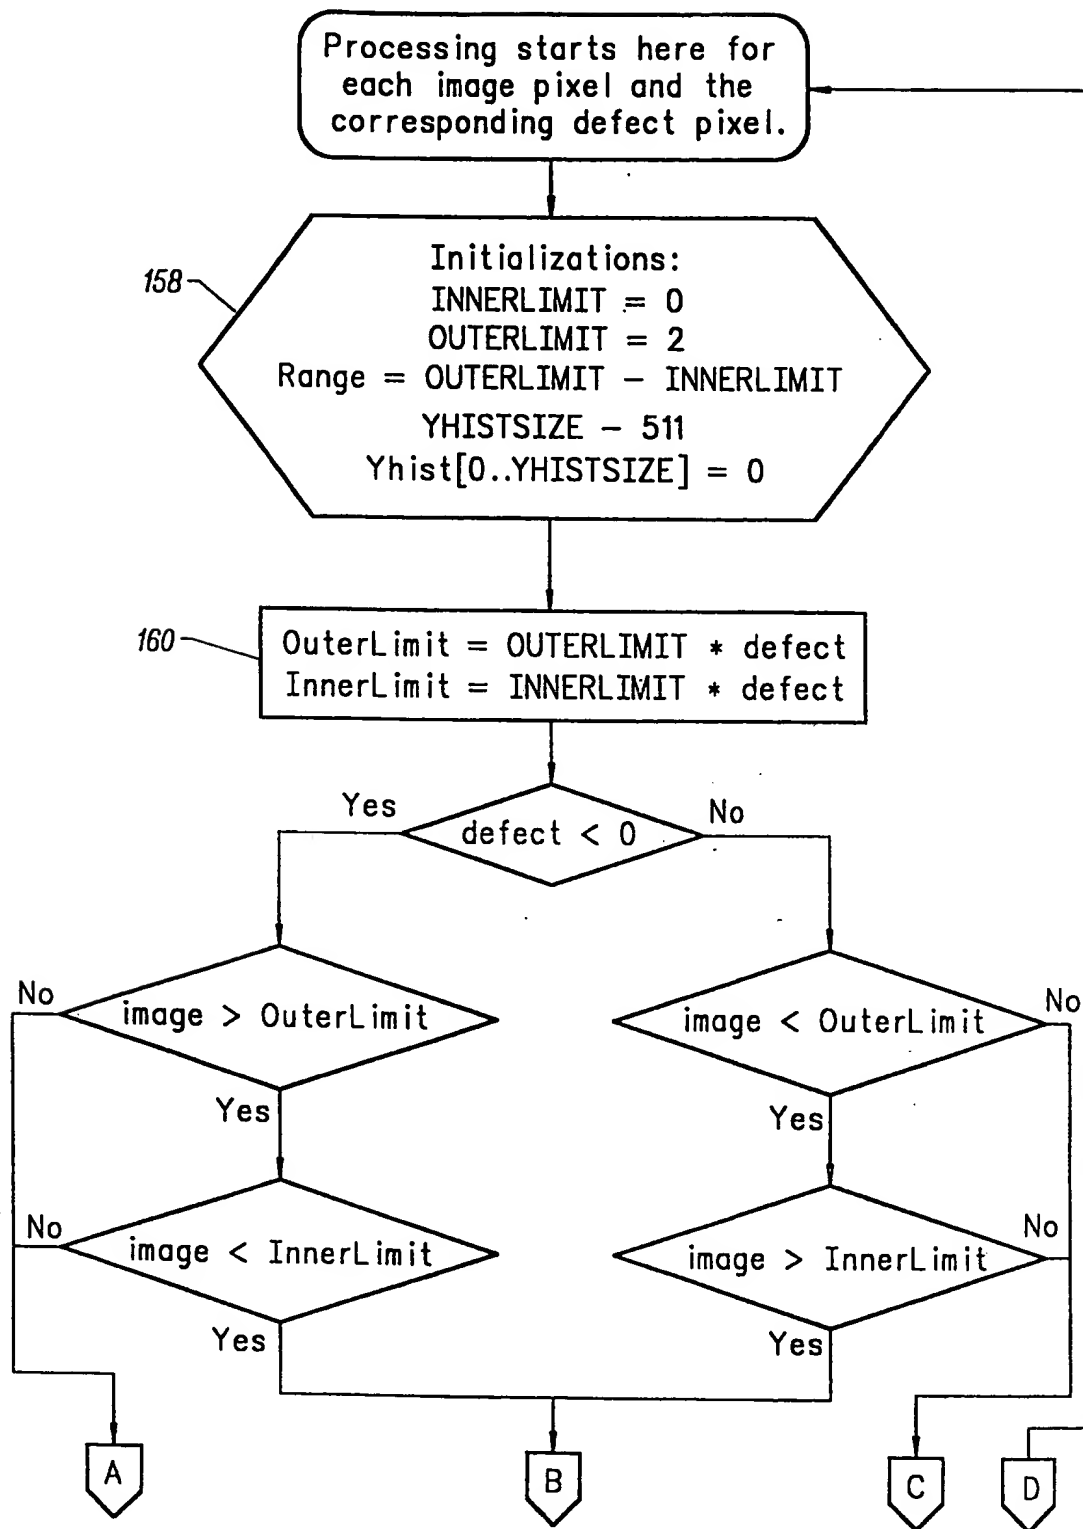 Processing starts here for
each image pixel and the
corresponding defect pixel.
158
Initializations:
INNERLIMIT = 0
OUTERLIMIT = 2
Range = OUTERLIMIT - INNERLIMIT
YHISTSIZE - 511
Yhist[0..YHISTSIZE] = 0
160
OuterLimit = OUTERLIMIT * defect
InnerLimit = INNERLIMIT * defect
Yes
defect < 0
No
No
image > OuterLimit
Yes
image < OuterLimit
No
Yes
No
image < InnerLimit
Yes
image > InnerLimit
No
Yes
A
B
C
D